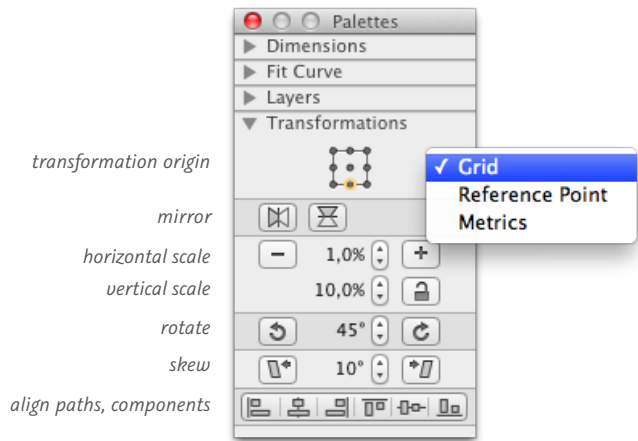 Palettes
Dimensions
Fit Curve
Layers
Transformations
transformation origin
✓ Grid
Reference Point
Metrics
mirror
horizontal scale
1,0%
vertical scale
10,0%
rotate
45°
skew
10°
align paths, components